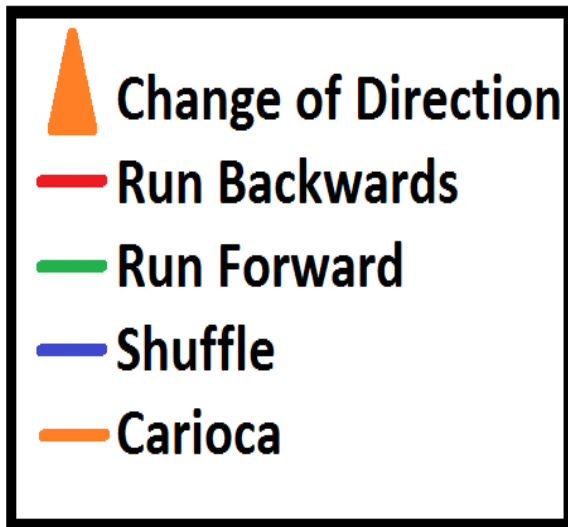 Change of Direction
Run Backwards
Run Forward
Shuffle
Carioca